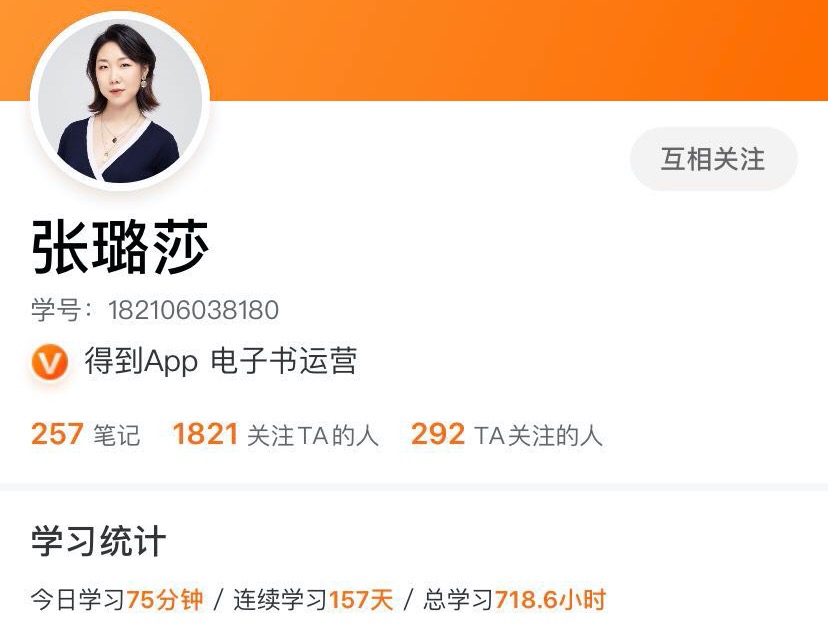 互相关注
张璐莎
学号：182106038180
得到App 电子书运营
257 笔记 1821 关注TA的人 292 TA关注的人
学习统计
今日学习75分钟 / 连续学习157天 / 总学习718.6小时